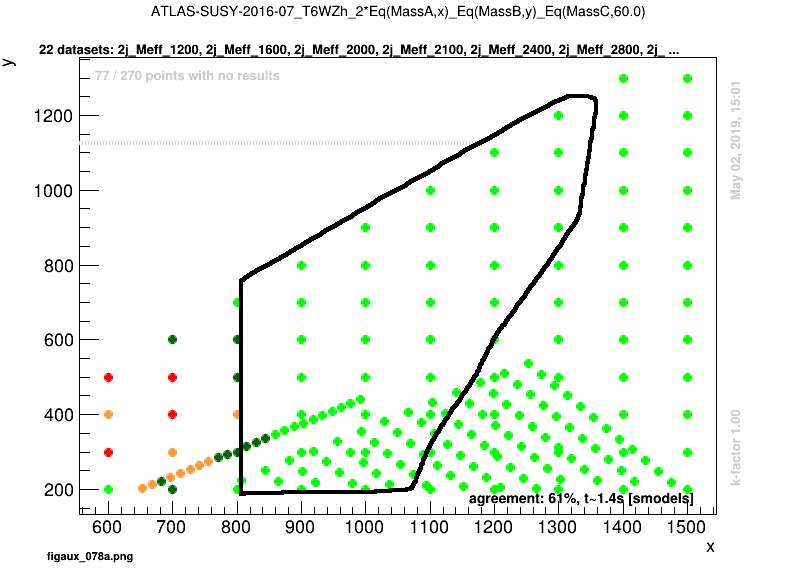 ATLAS-SUSY-2016-07_T6WZh_2*Eq(MassA,x)_Eq(MassB,y)_Eq(MassC,60.0)
22 datasets: 2j_Meff_1200, 2j_Meff_1600, 2j_Meff_2000, 2j_Meff_2100, 2j_Meff_2400, 2j_Meff_2800, 2j_ ...
y
77 / 270 points with no results
May 02, 2019, 15:01
1200
1000
800
600
400
200
k-factor 1.00
agreement: 61%, t~1.4s [smodels]
600 700 800 900 1000 1100 1200 1300 1400 1500
x
figaux_078a.png